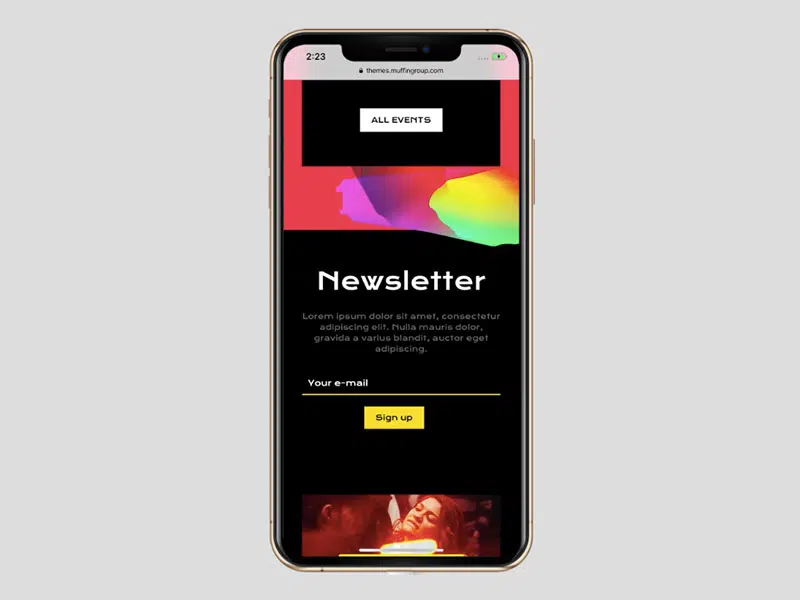 2:23
themes.muffingroup.com
ALL EVENTS
Newsletter
Lorem ipsum dolor sit amet, consectetur
adipiscing elit. Nulla mauris dolor,
gravida a varius blandit, auctor eget
adipiscing.
Your e-mail
Sign up